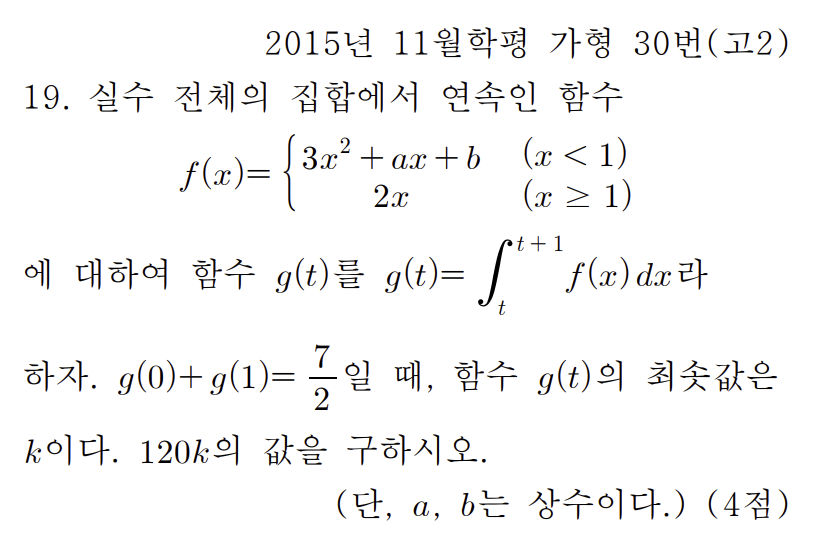 2015년 11월학평 가형 30번(고2)
19. 실수 전체의 집합에서 연속인 함수
f(x)= { 3x² + ax + b (x < 1)
2x (x ≥ 1)
에 대하여 함수 g(t)를 g(t)= ∫_t^{t+1} f(x)dx라
하자. g(0)+g(1)= 7/2 일 때, 함수 g(t)의 최솟값은
k이다. 120k의 값을 구하시오.
(단, a, b는 상수이다.) (4점)